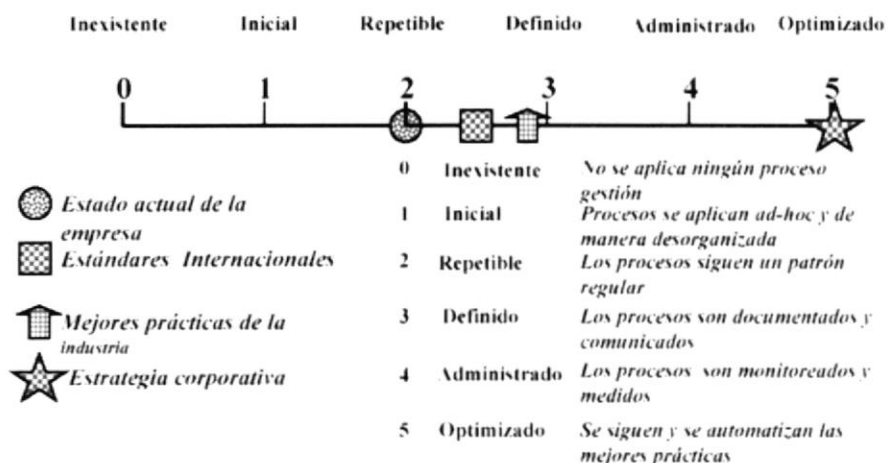 Inexistente Inicial Repetible Definido Administrado Optimizado
0 1 2 3 4 5
Estado actual de la
empresa
Estándares Internacionales
Mejores prácticas de la
industria
Estrategia corporativa
0 Inexistente No se aplica ningún proceso
gestión
1 Inicial Procesos se aplican ad-hoc y de
manera desorganizada
2 Repetible Los procesos siguen un patrón
regular
3 Definido Los procesos son documentados y
comunicados
4 Administrado Los procesos son monitoreados y
medidos
5 Optimizado Se siguen y se automatizan las
mejores prácticas